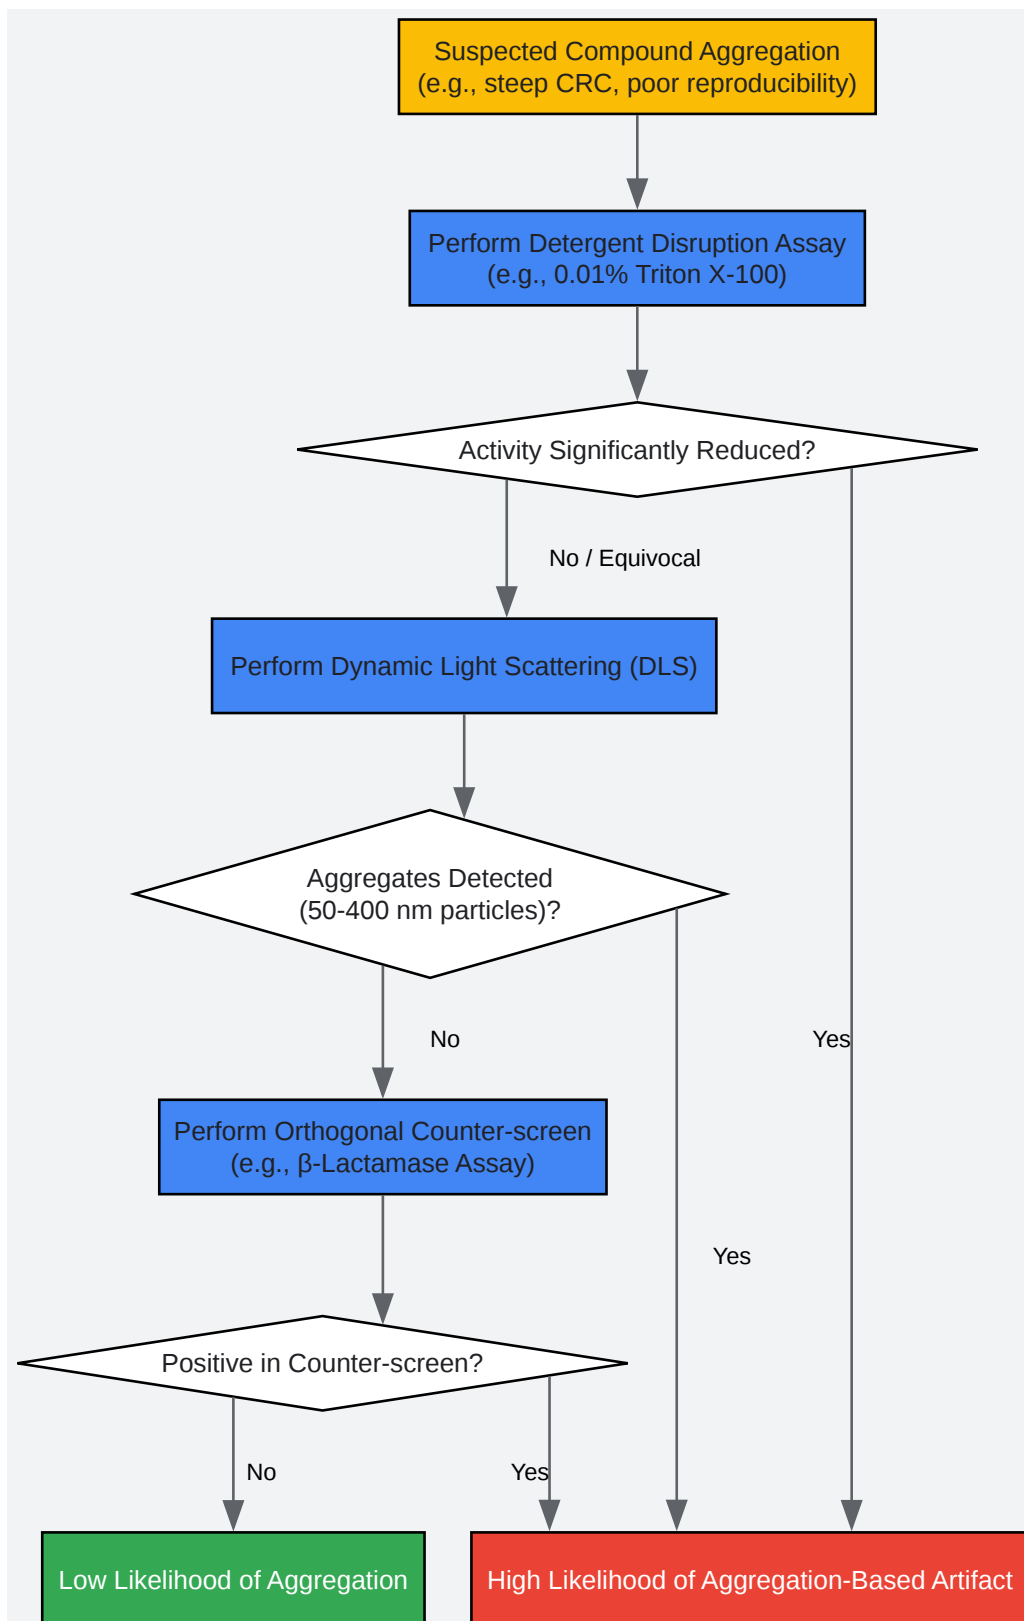 Suspected Compound Aggregation
(e.g., steep CRC, poor reproducibility)
Perform Detergent Disruption Assay
(e.g., 0.01% Triton X-100)
Activity Significantly Reduced?
No / Equivocal
Perform Dynamic Light Scattering (DLS)
Aggregates Detected
(50-400 nm particles)?
No
Yes
Perform Orthogonal Counter-screen
(e.g., β-Lactamase Assay)
Yes
Positive in Counter-screen?
No
Yes
Low Likelihood of Aggregation
High Likelihood of Aggregation-Based Artifact